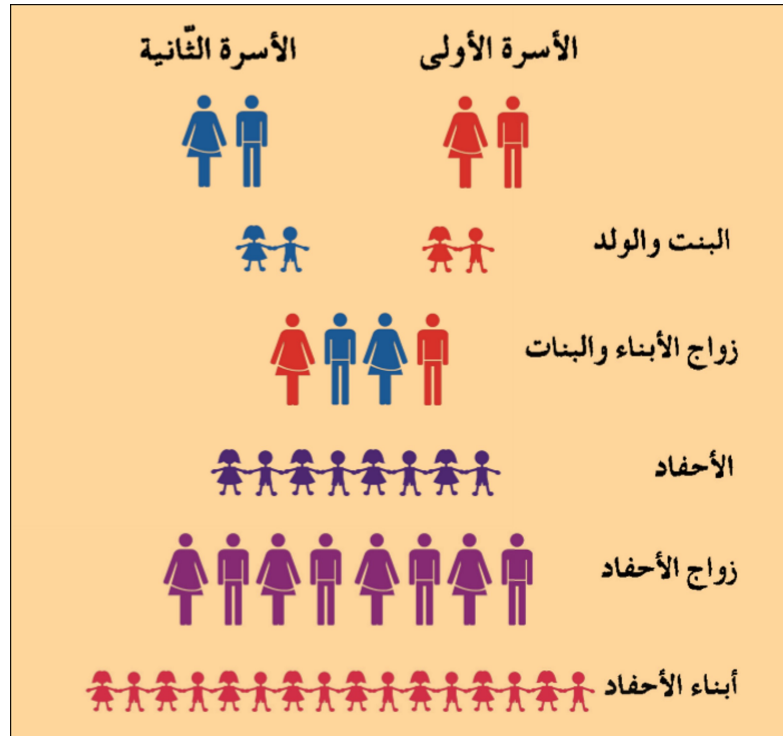 الأسرة الأولى
الأسرة الثّانية
البنت والولد
زواج الأبناء والبنات
الأحفاد
زواج الأحفاد
أبناء الأحفاد